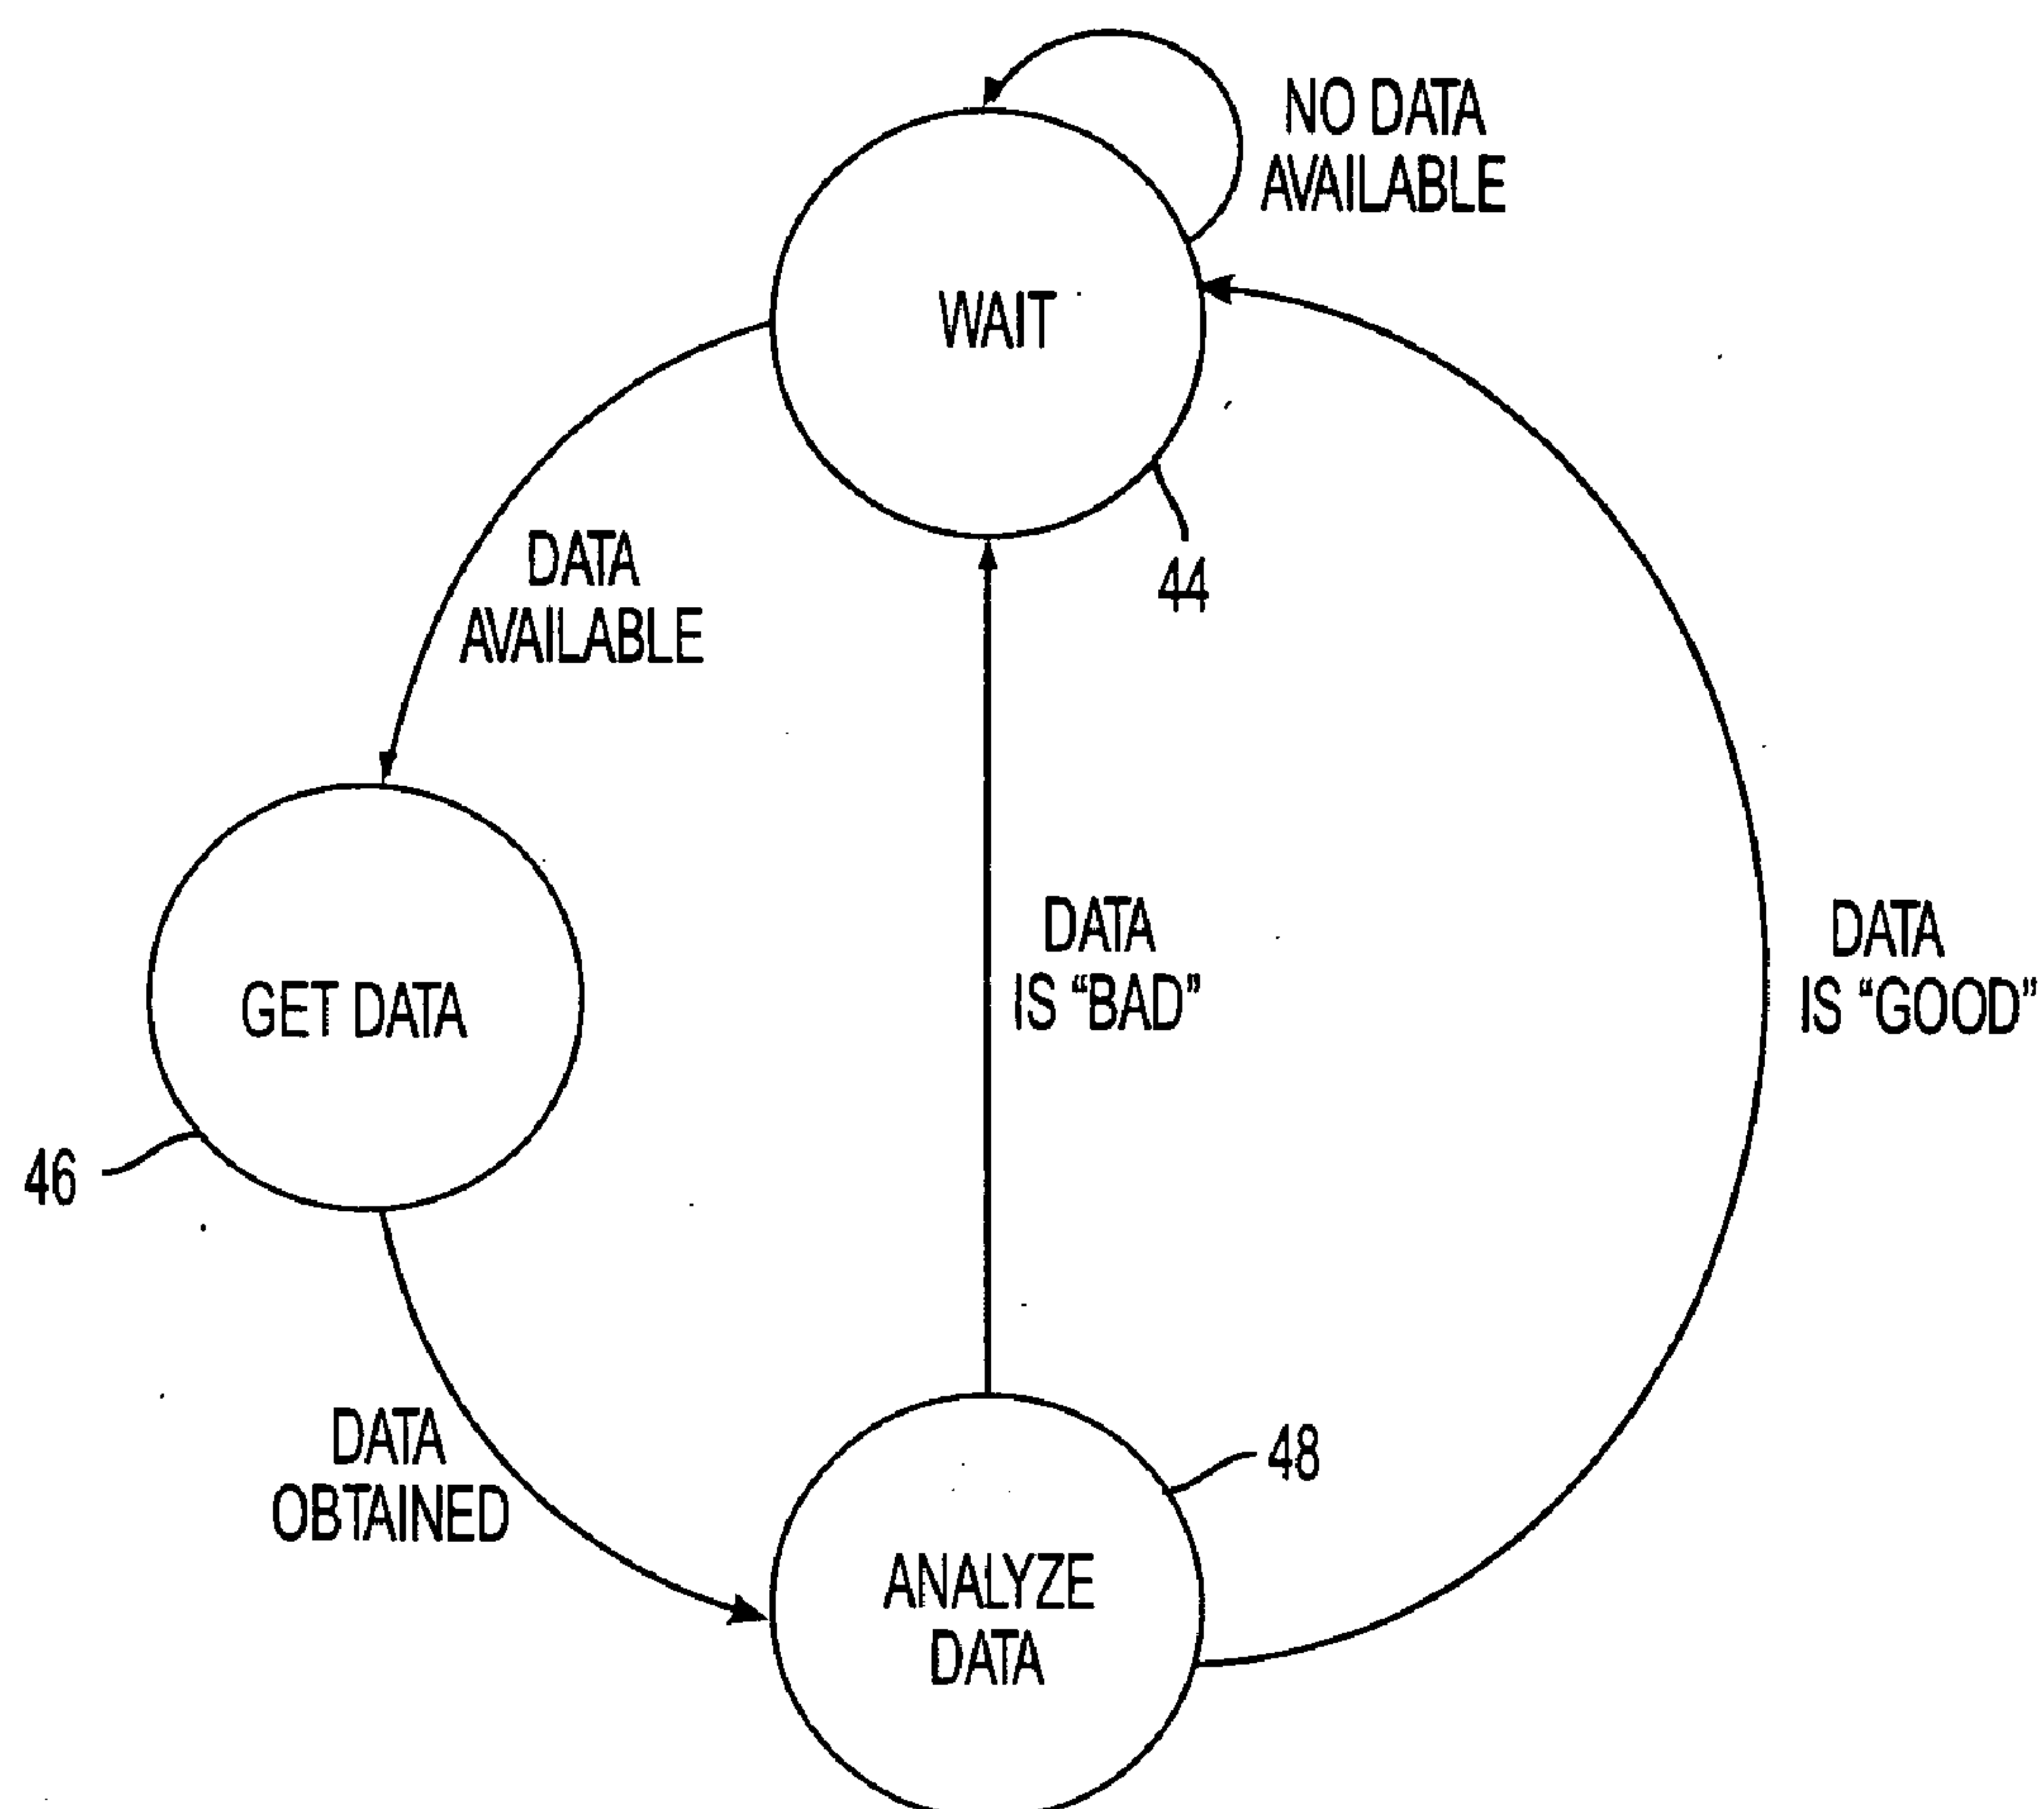 NO DATA
AVAILABLE
WAIT
44
DATA
AVAILABLE
GET DATA
46
DATA
IS “BAD”
DATA
IS “GOOD”
DATA
OBTAINED
48
ANALYZE
DATA